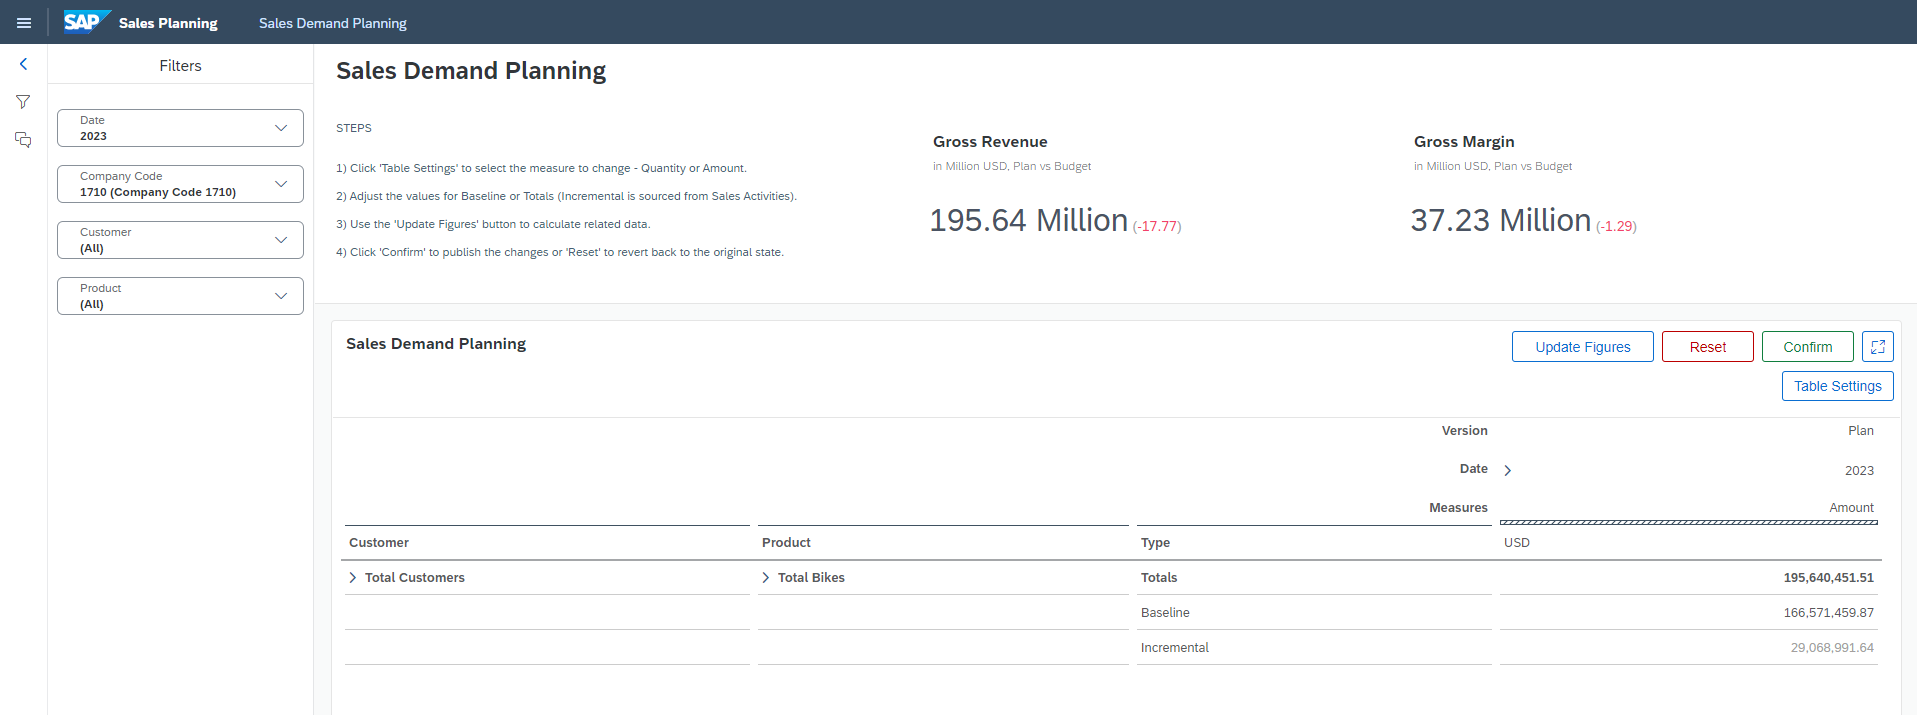 SAP Sales Planning Sales Demand Planning
Filters
Date
2023
Company Code
1710 (Company Code 1710)
Customer
(All)
Product
(All)
Sales Demand Planning
STEPS
1) Click 'Table Settings' to select the measure to change - Quantity or Amount.
2) Adjust the values for Baseline or Totals (Incremental is sourced from Sales Activities).
3) Use the 'Update Figures' button to calculate related data.
4) Click 'Confirm' to publish the changes or 'Reset' to revert back to the original state.
Gross Revenue
in Million USD, Plan vs Budget
195.64 Million (-17.77)
Gross Margin
in Million USD, Plan vs Budget
37.23 Million (-1.29)
Sales Demand Planning
Update Figures Reset Confirm
Table Settings
Version Plan
Date 2023
Measures Amount
Customer Product Type USD
Total Customers Total Bikes Totals 195,640,451.51
Baseline 166,571,459.87
Incremental 29,068,991.64